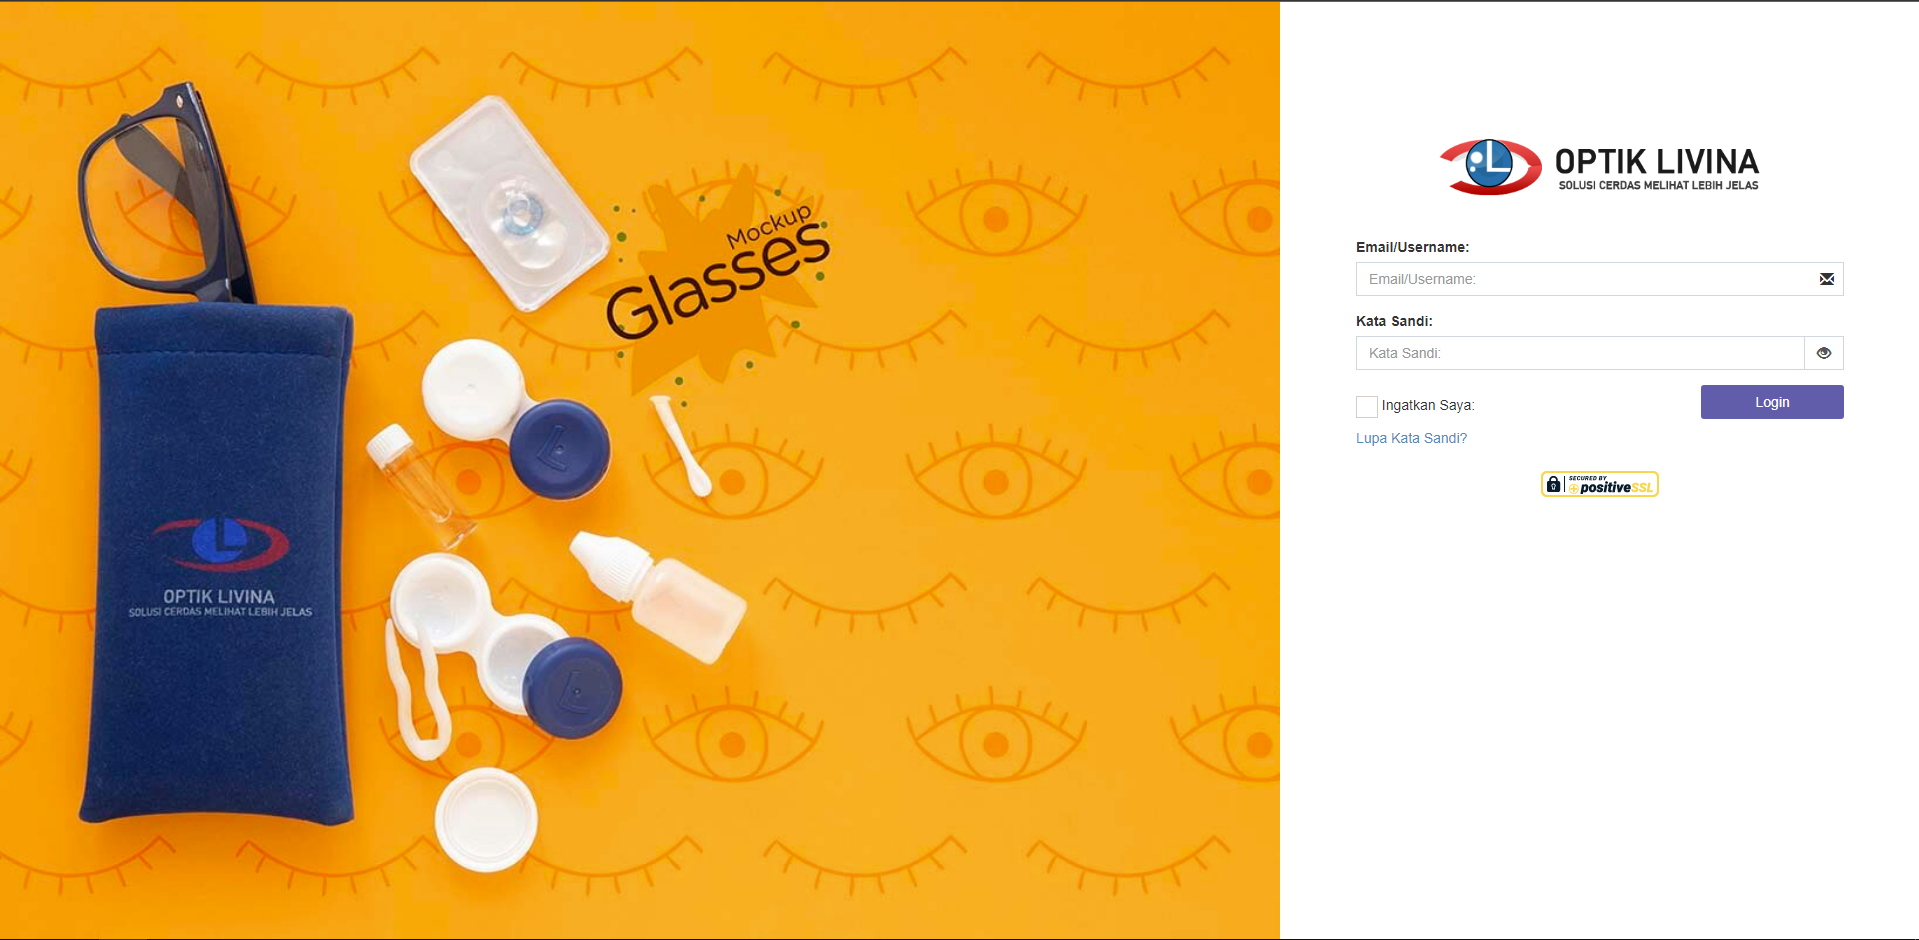 Mockup
Glasses
OPTIK LIVINA
SOLUSI CERDAS MELIHAT LEBIH JELAS
L
OPTIK LIVINA
SOLUSI CERDAS MELIHAT LEBIH JELAS
Email/Username:
Email/Username:
Kata Sandi:
Kata Sandi:
Ingatkan Saya:
Login
Lupa Kata Sandi?
SECURED BY
positiveSSL